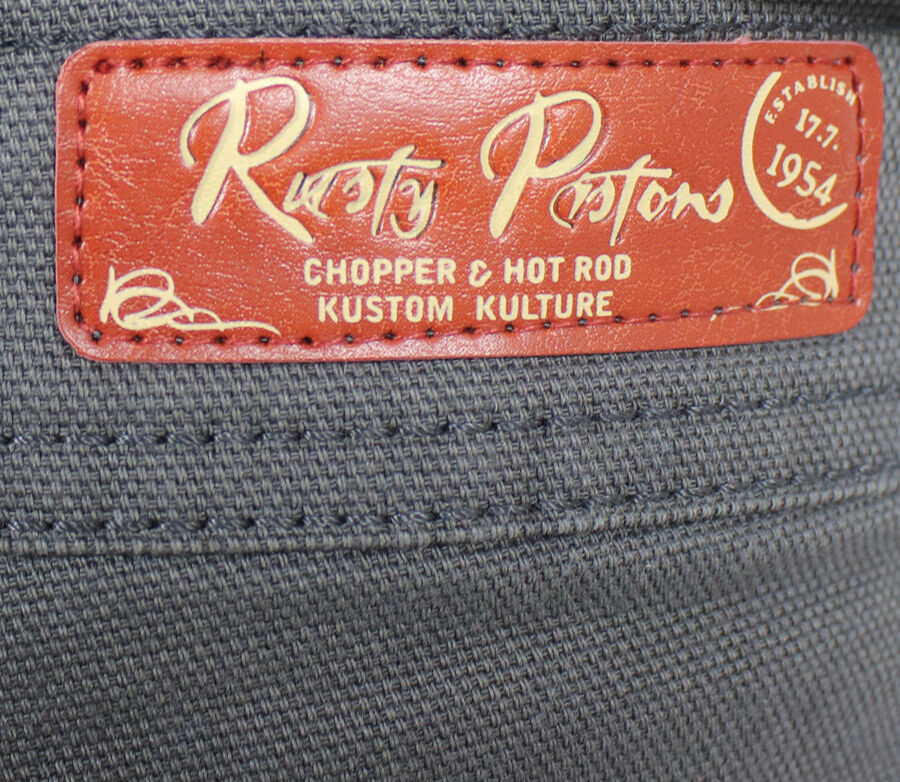 Rusty Pistons
ESTABLISH
17.7.
1954
CHOPPER & HOT ROD
KUSTOM KULTURE